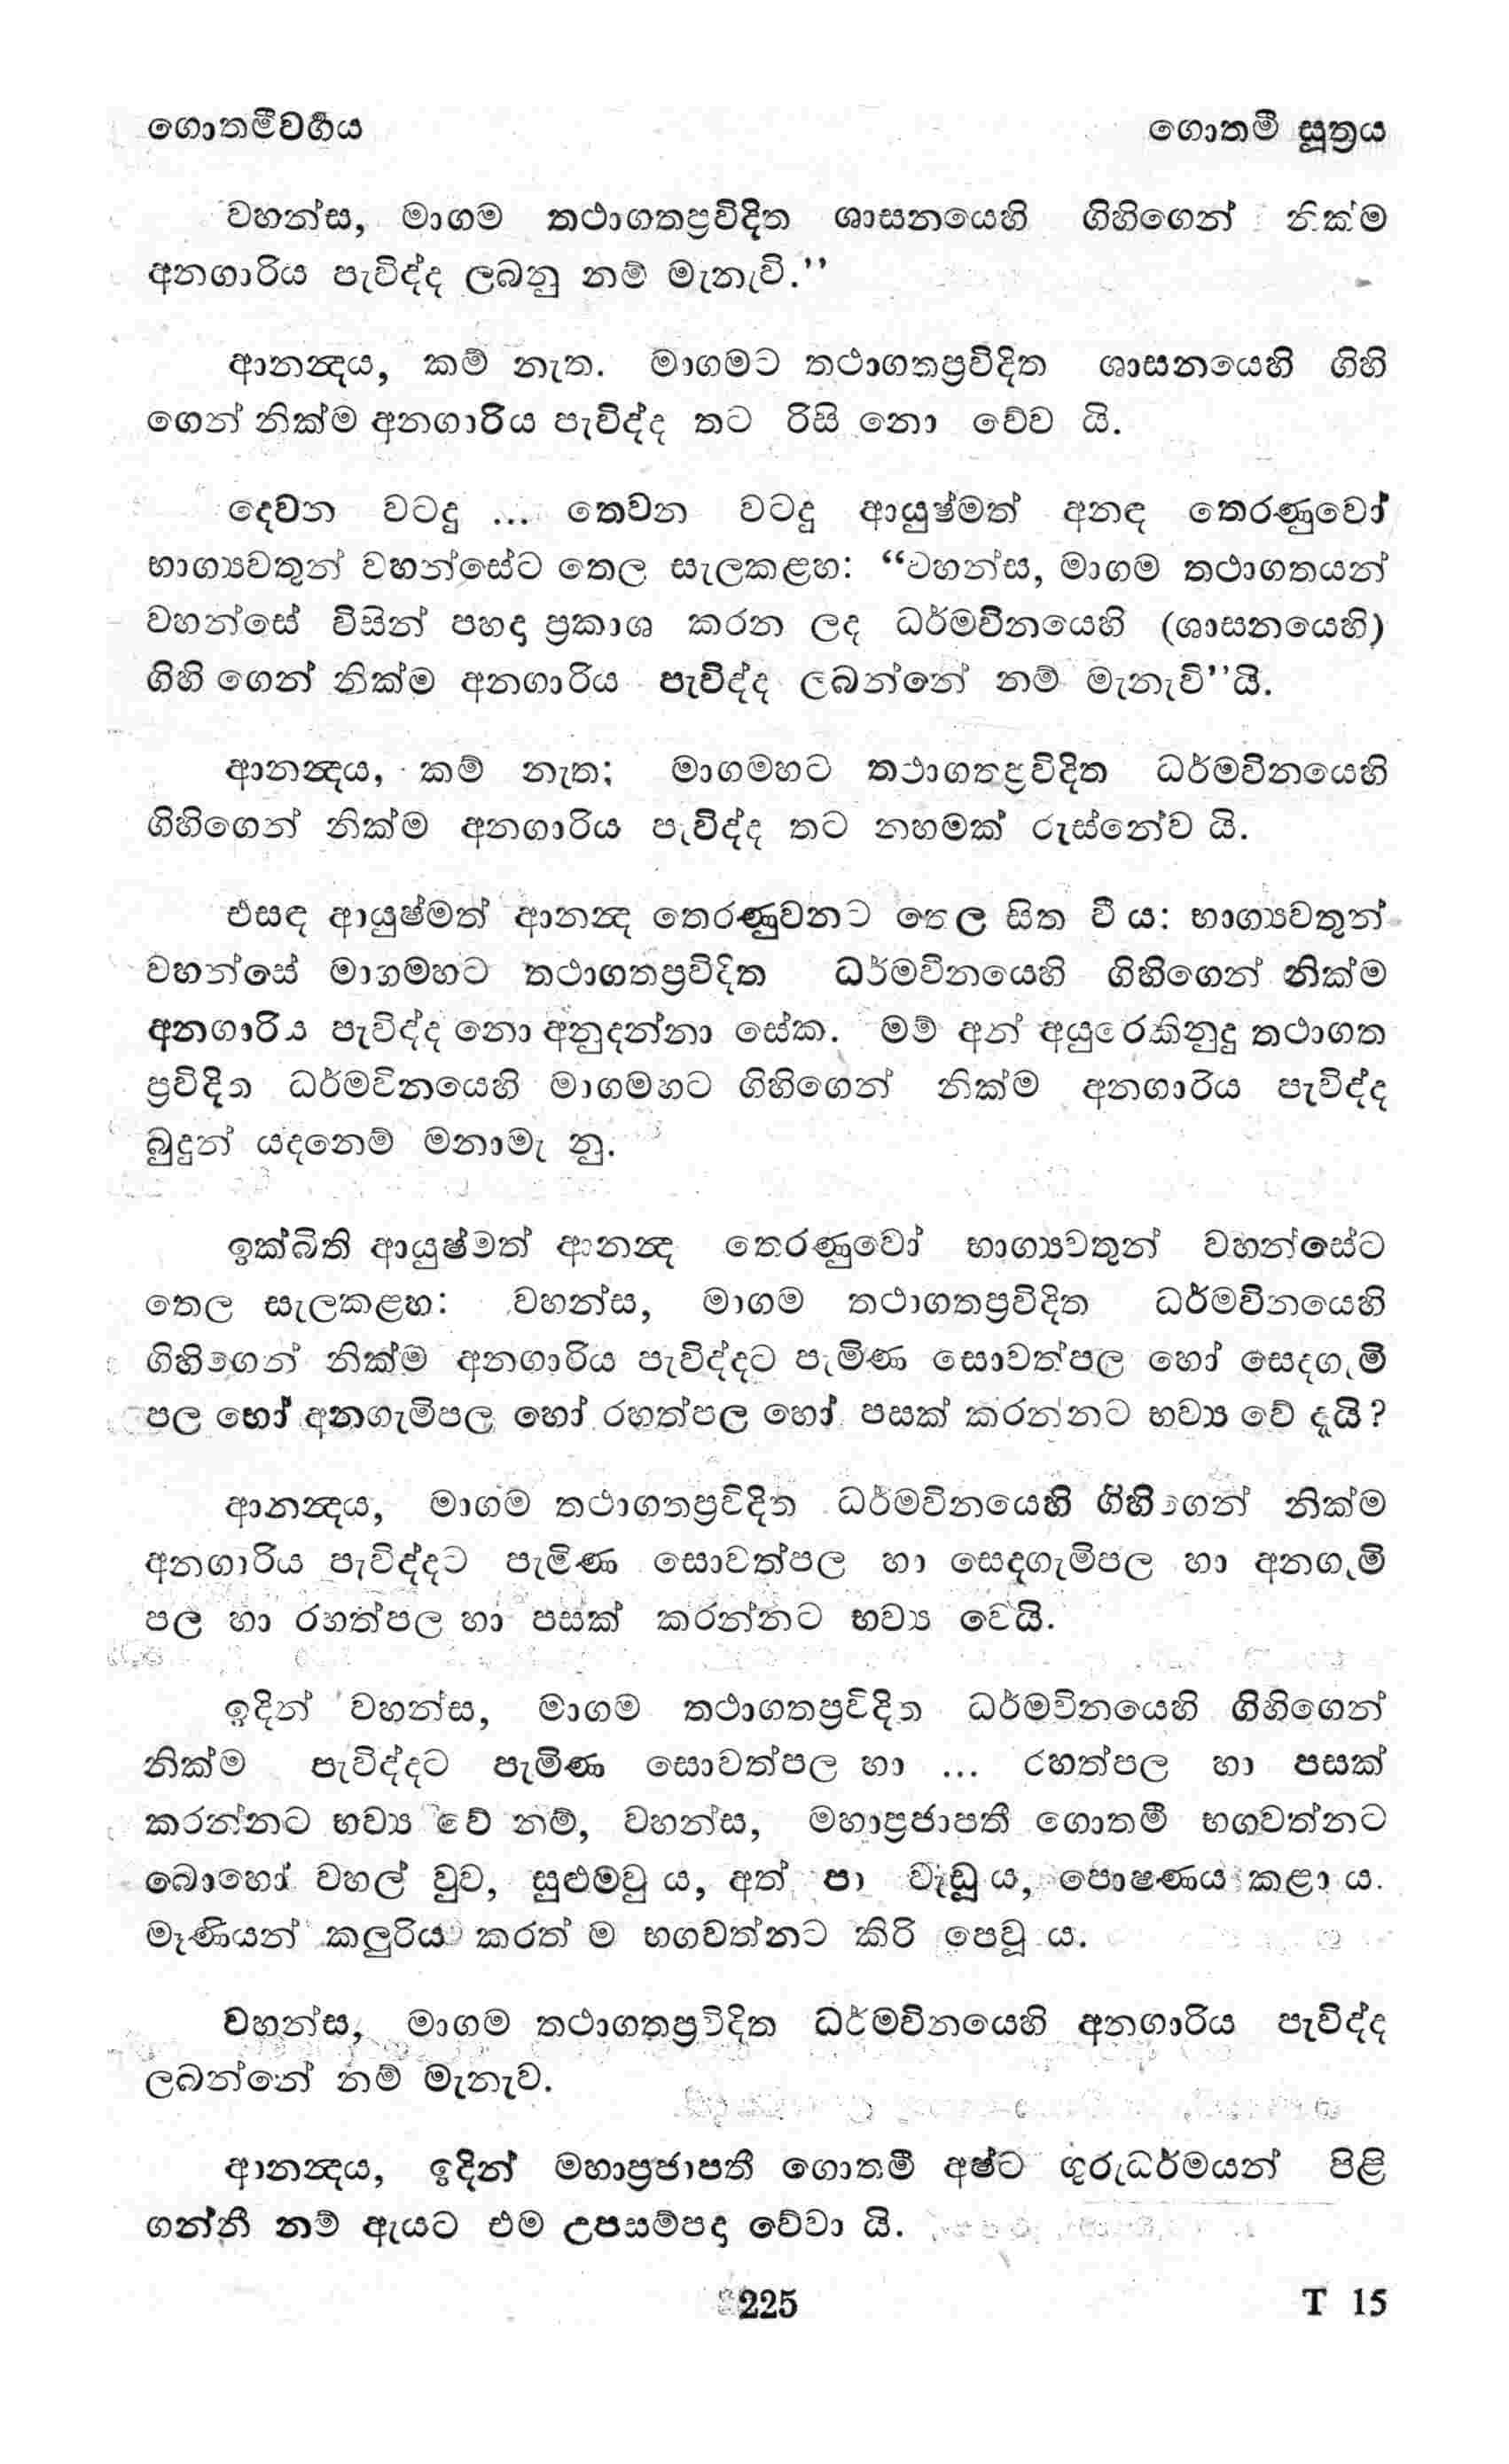 ගොතමීවර්‍ගය ගොතමී සූත්‍රය
වහන්ස, මාගම තථාගතප්‍රවිදිත ශාසනයෙහි ගිහිගෙන් නික්ම
අනගාරිය පැවිද්ද ලබනු නම් මැනැවි.’’
ආනන්‍දය, කම් නැත. මාගමට තථාගතප්‍රවිදිත ශාසනයෙහි ගිහි
ගෙන් නික්ම අනගාරිය පැවිද්ද තට රිසි නො වේව යි.
දෙවන වටදු ... තෙවන වටදු ආයුෂ්මත් අනඳ තෙරණුවෝ
භාග්‍යවතුන් වහන්සේට තෙල සැලකළහ: “වහන්ස, මාගම තථාගතයන්
වහන්සේ විසින් පහදා ප්‍රකාශ කරන ලද ධර්මවිනයෙහි (ශාසනයෙහි)
ගිහි ගෙන් නික්ම අනගාරිය පැවිද්ද ලබන්නේ නම් මැනැවි’’යි.
ආනන්‍දය, කම් නැත; මාගමහට තථාගතප්‍රවිදිත ධර්මවිනයෙහි
ගිහිගෙන් නික්ම අනගාරිය පැවිද්ද තට නහමක් රුස්නේව යි.
එසඳ ආයුෂ්මත් ආනන්‍ද තෙරණුවනට තෙල සිත වී ය: භාග්‍යවතුන්
වහන්සේ මාගමහට තථාගතප්‍රවිදිත ධර්මවිනයෙහි ගිහිගෙන් නික්ම
අනගාරිය පැවිද්ද නො අනුදන්නා සේක. මම් අන් අයුරෙකිනුදු තථාගත
ප්‍රවිදිත ධර්මවිනයෙහි මාගමහට ගිහිගෙන් නික්ම අනගාරිය පැවිද්ද
බුදුන් යදනෙම් මනාමැ නු.
ඉක්බිති ආයුෂ්මත් ආනන්‍ද තෙරණුවෝ භාග්‍යවතුන් වහන්සේට
තෙල සැලකළහ: වහන්ස, මාගම තථාගතප්‍රවිදිත ධර්මවිනයෙහි
ගිහිගෙන් නික්ම අනගාරිය පැවිද්දට පැමිණ සොවත්පල හෝ සෙදගැමි
පල හෝ අනගැමිපල හෝ රහත්පල හෝ පසක් කරන්නට භව්‍ය වේ දැයි?
ආනන්‍දය, මාගම තථාගතප්‍රවිදිත ධර්මවිනයෙහි ගිහිගෙන් නික්ම
අනගාරිය පැවිද්දට පැමිණ සොවත්පල හා සෙදගැමිපල හා අනගැමි
පල හා රහත්පල හා පසක් කරන්නට භව්‍ය වෙයි.
ඉදින් වහන්ස, මාගම තථාගතප්‍රවිදිත ධර්මවිනයෙහි ගිහිගෙන්
නික්ම පැවිද්දට පැමිණ සොවත්පල හා ... රහත්පල හා පසක්
කරන්නට භව්‍ය වේ නම්, වහන්ස, මහාප්‍රජාපතී ගොතමී භගවත්නට
බොහෝ වහල් වුව, සුළුමවු ය, අත් පා වැඩූ ය, පොෂණය කළා ය.
මෑණියන් කලුරිය කරත් ම භගවත්නට කිරි පෙවූ ය.
වහන්ස, මාගම තථාගතප්‍රවිදිත ධර්මවිනයෙහි අනගාරිය පැවිද්ද
ලබන්නේ නම් මැනැව.
ආනන්‍දය, ඉදින් මහාප්‍රජාපතී ගොතමී අෂ්ට ගුරුධර්මයන් පිළි
ගන්නී නම් ඇයට එම උපසම්පදා වේවා යි.
225 T 15